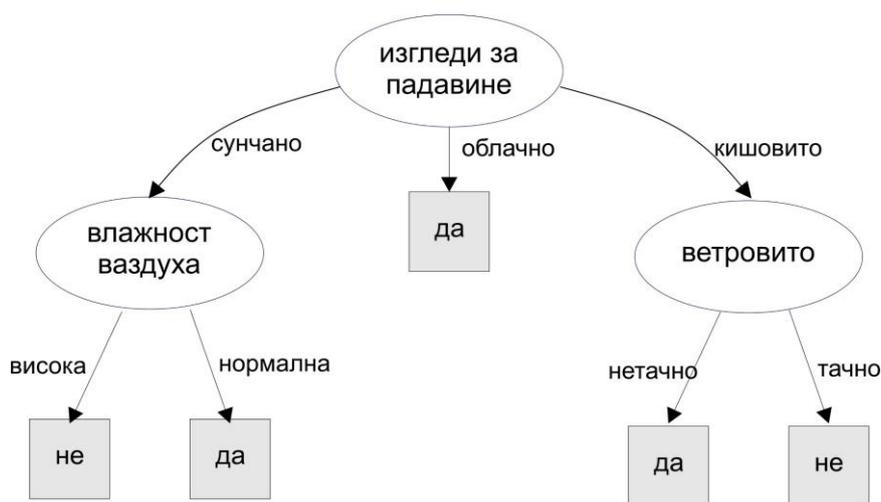 изгледи за
падавине
сунчано
облачно
кишовито
влажност
ваздуха
да
ветровито
висока
нормална
нетачно
тачно
не
да
да
не